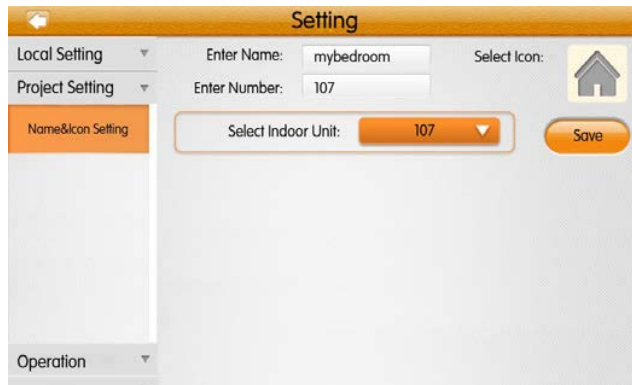 Setting
Local Setting
Enter Name: mybedroom
Select Icon:
Project Setting
Enter Number: 107
Name&Icon Setting
Select Indoor Unit: 107
Save
Operation